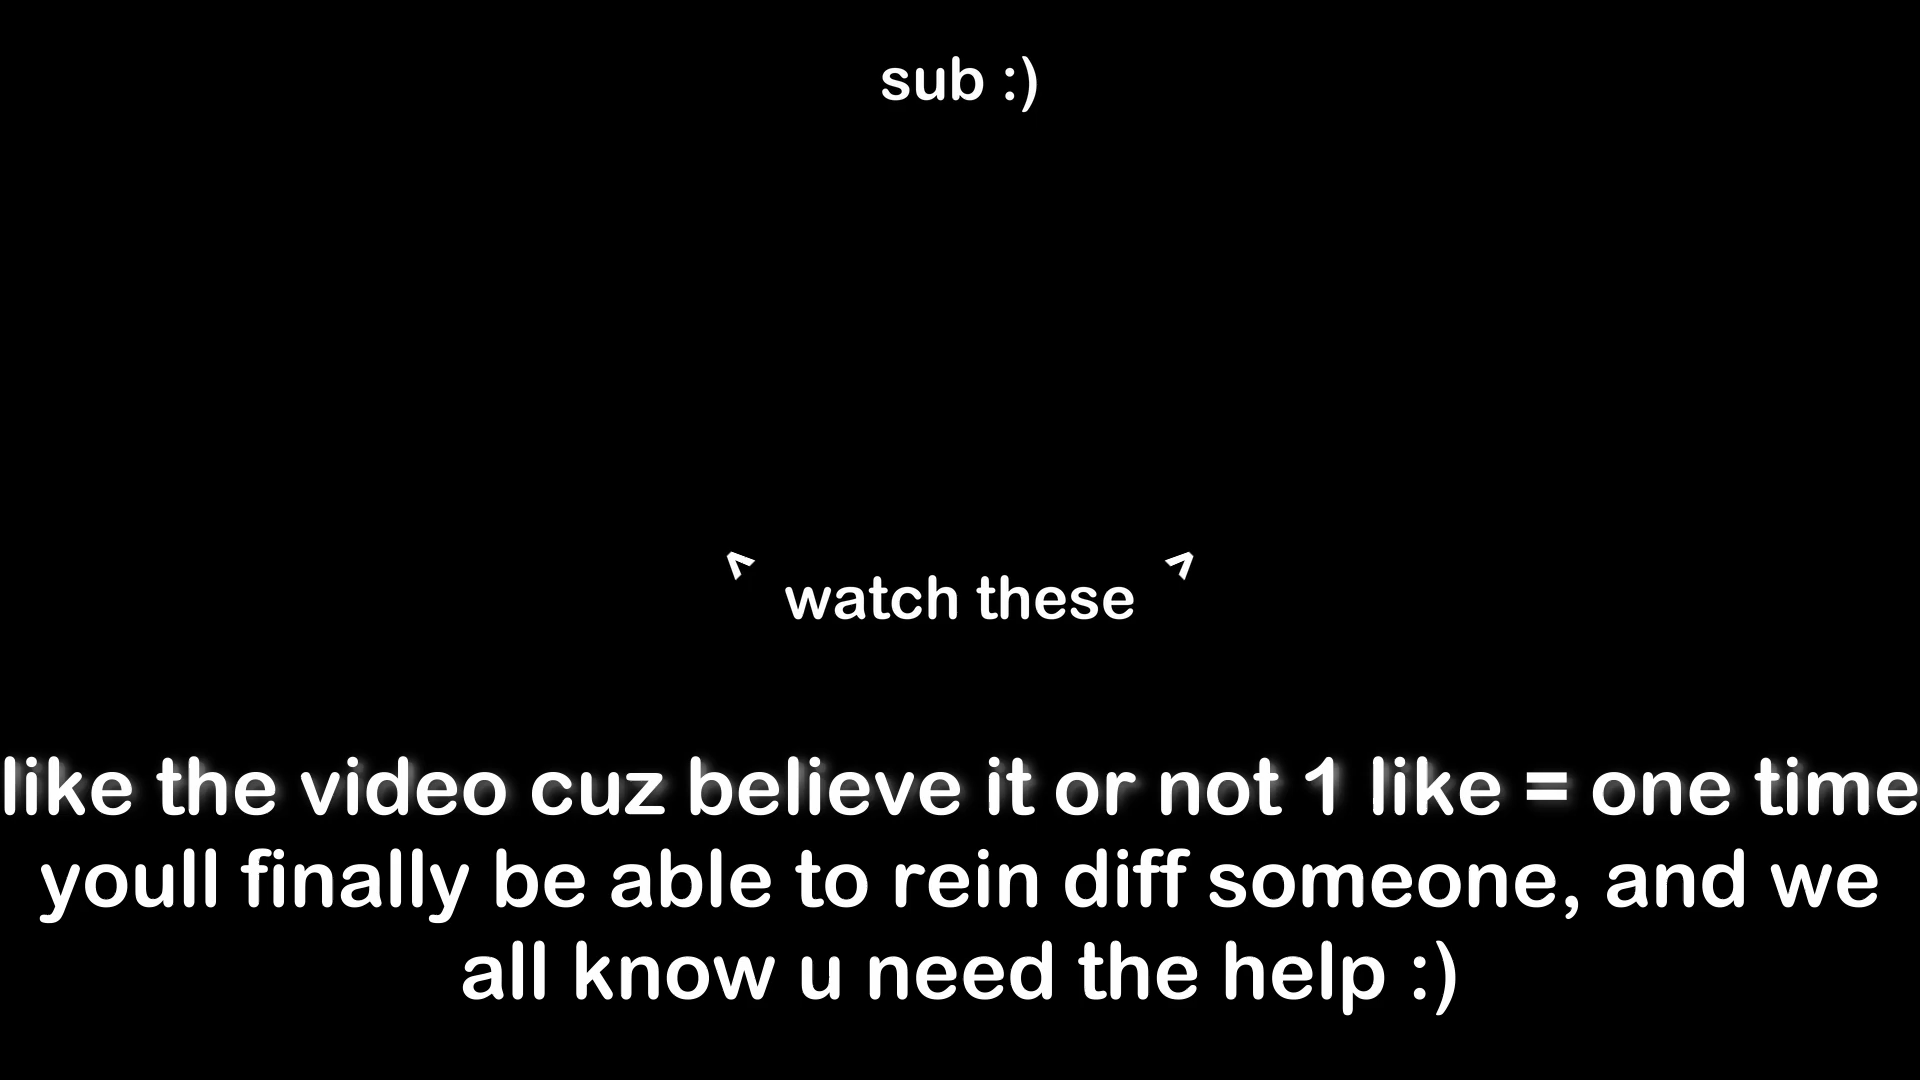 sub :)
^ watch these ^
like the video cuz believe it or not 1 like = one time
youll finally be able to rein diff someone, and we
all know u need the help :)